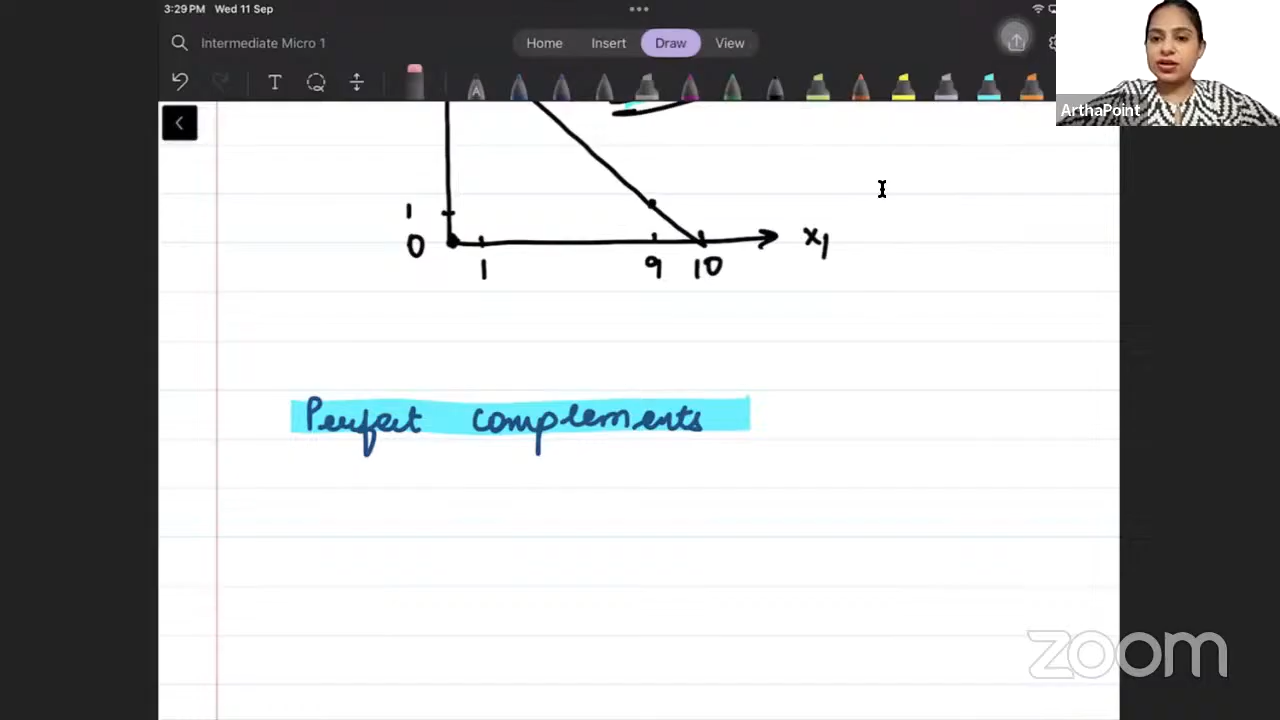 3:29 PM Wed 11 Sep
Intermediate Micro 1
Home Insert Draw View
T
A
ArthaPoint
1
0
x₁
1 9 10
Perfect complements
zoom